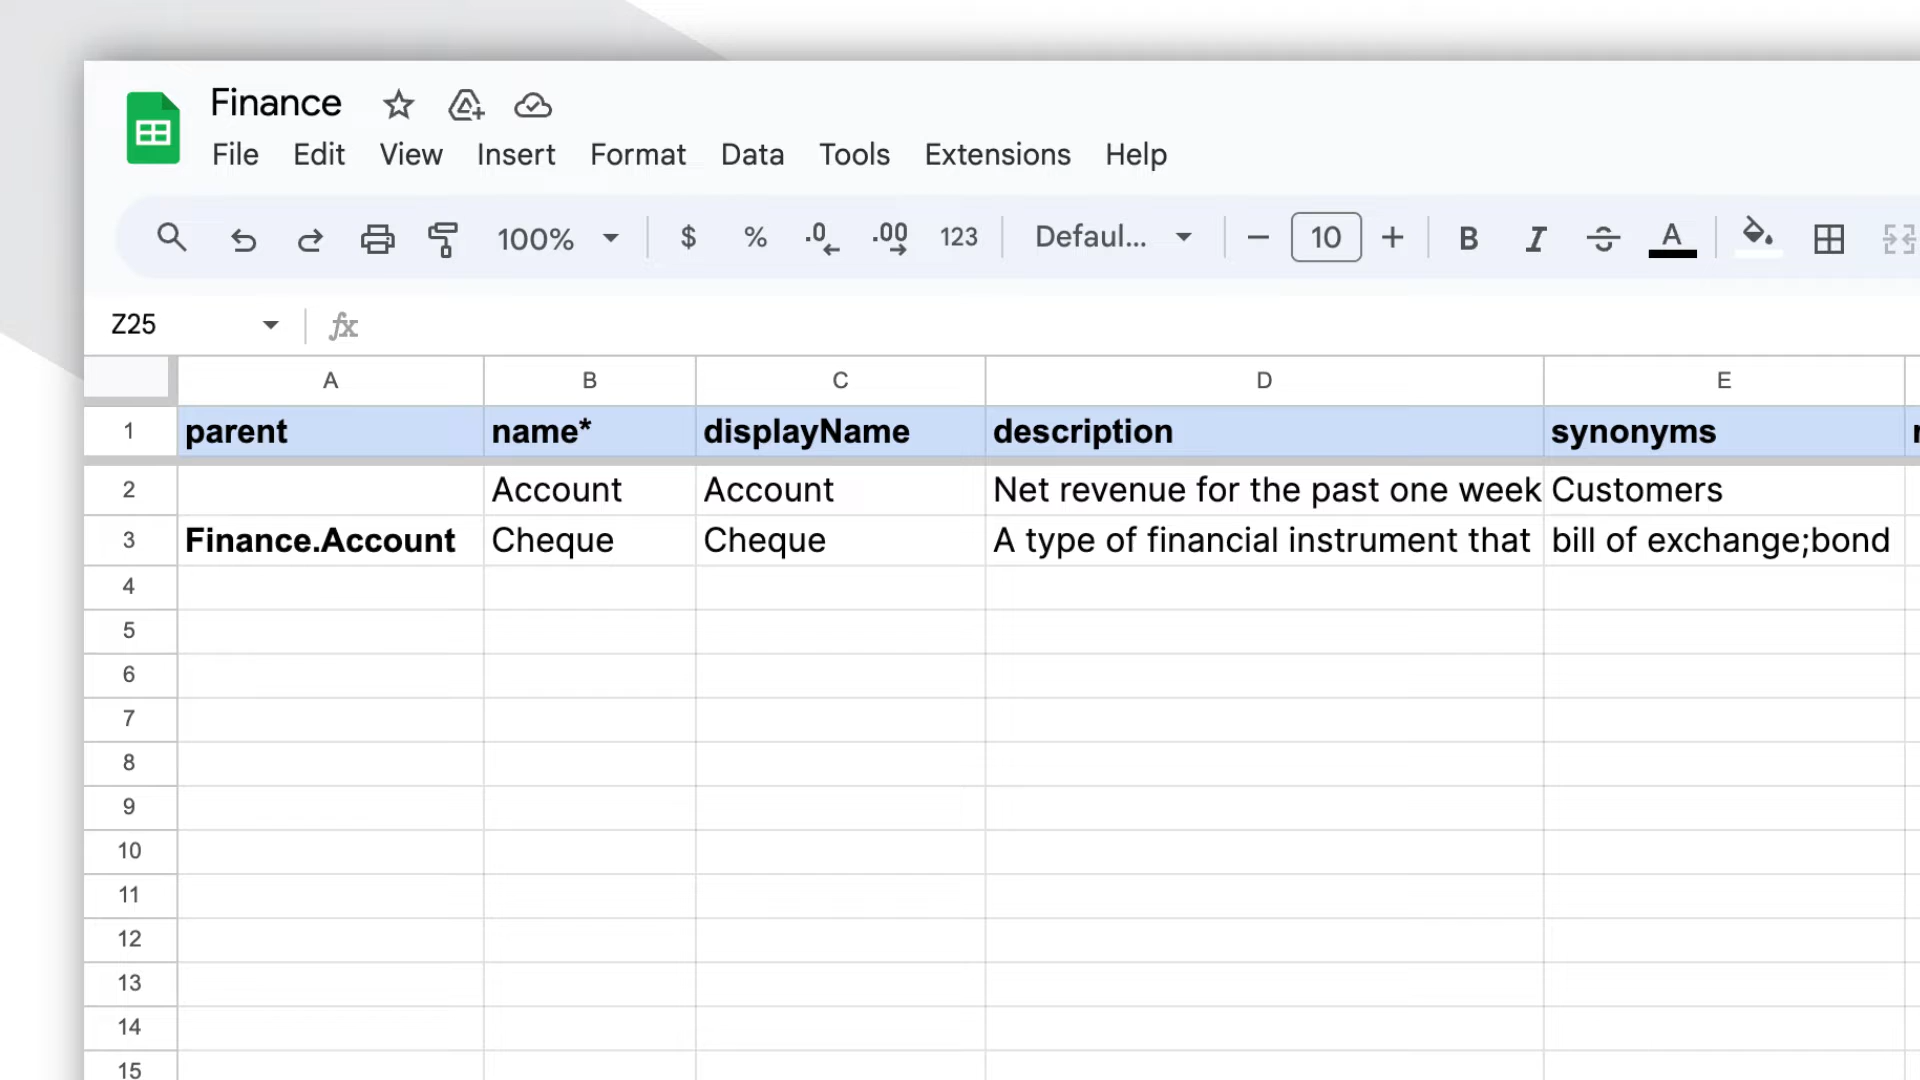 Finance
File Edit View Insert Format Data Tools Extensions Help
100% $ % .0 .00 123 Defaul... 10 B I S A
Z25 fx
A B C D E
1 parent name* displayName description synonyms
2 Account Account Net revenue for the past one week Customers
3 Finance.Account Cheque Cheque A type of financial instrument that bill of exchange;bond
4
5
6
7
8
9
10
11
12
13
14
15